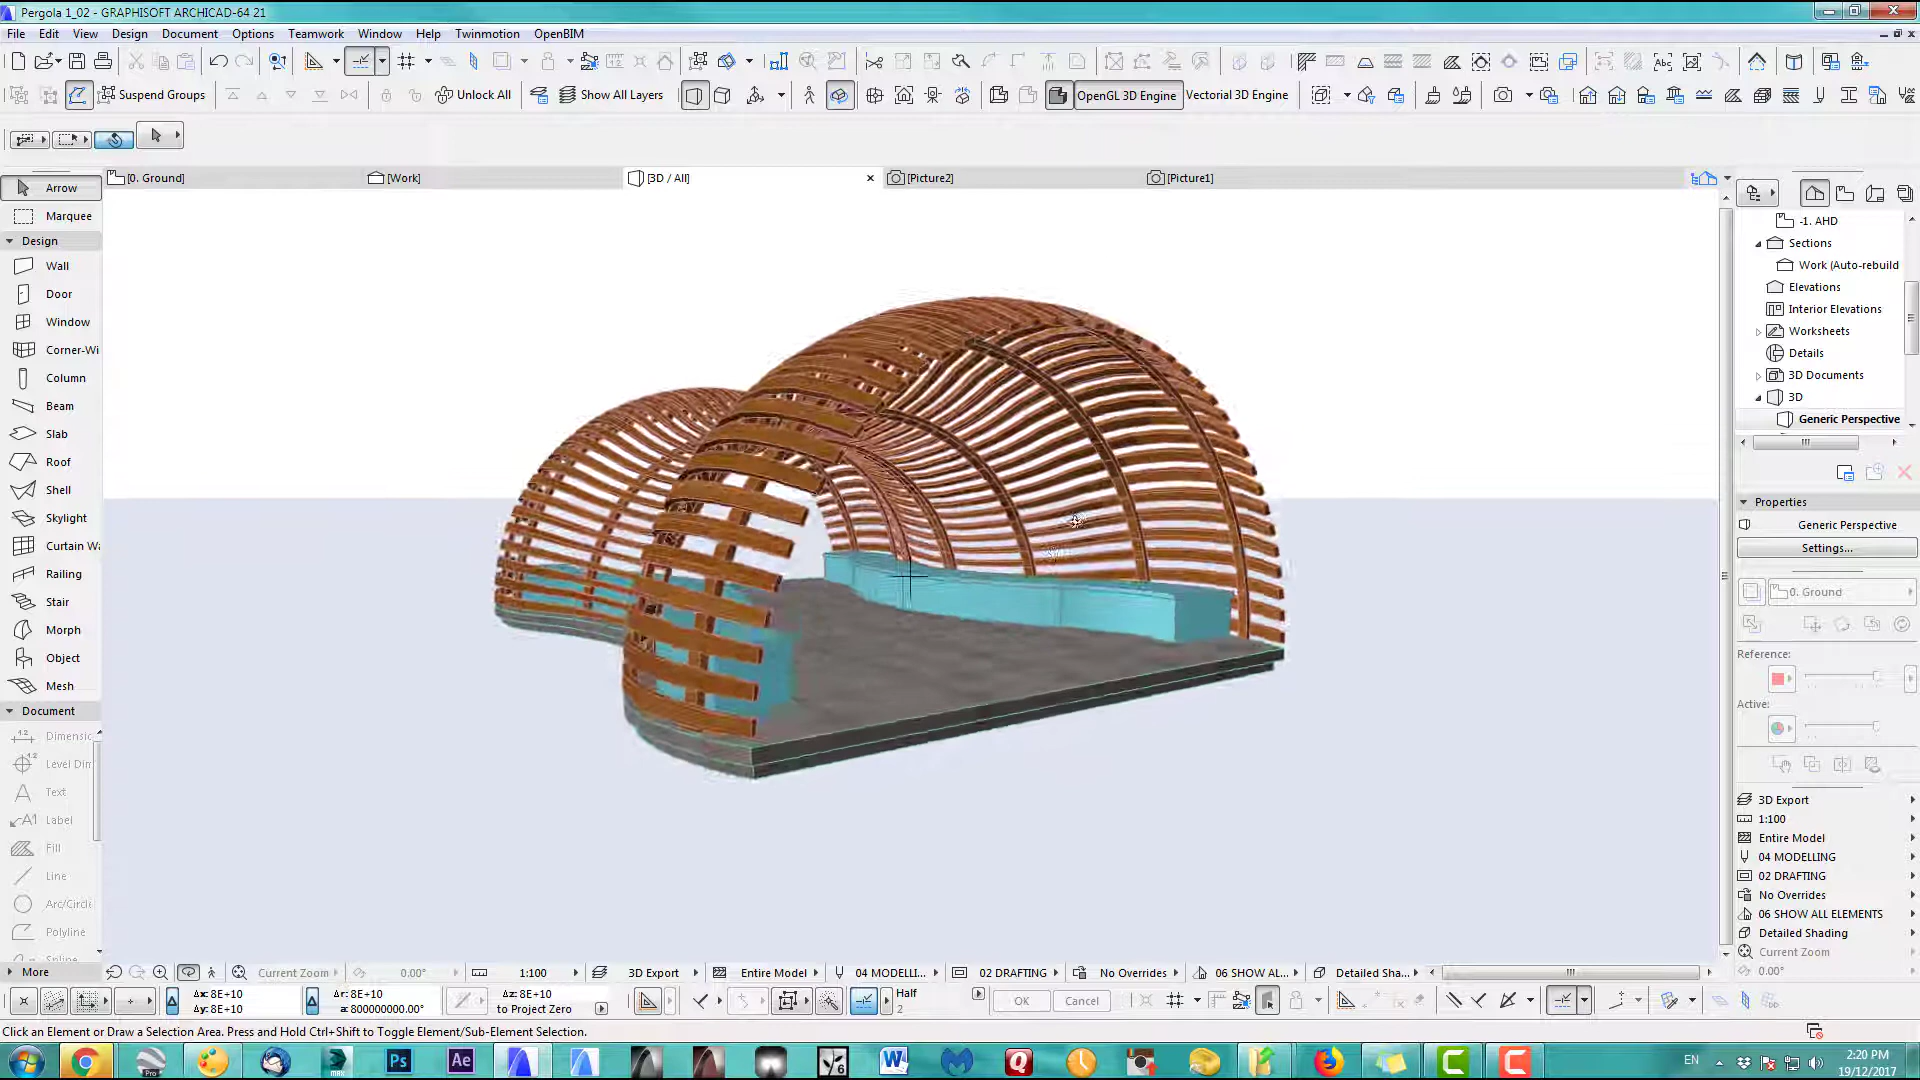 Pergola 1_02 - GRAPHISOFT ARCHICAD-64 21
File Edit View Design Document Options Teamwork Window Help Twinmotion OpenBIM
Suspend Groups Unlock All Show All Layers OpenGL 3D Engine Vectorial 3D Engine
[0. Ground] [Work] [3D / All] [Picture2] [Picture1]
Arrow
Marquee
Design
Wall
Door
Window
Corner-Wi
Column
Beam
Slab
Roof
Shell
Skylight
Curtain Wa
Railing
Stair
Morph
Object
Mesh
Document
Dimensic
Level Dim
Text
A1 Label
Fill
Line
Arc/Circle
Polyline
Spline
More
-1. AHD
Sections
Work (Auto-rebuild
Elevations
Interior Elevations
Worksheets
Details
3D Documents
3D
Generic Perspective
Properties
Generic Perspective
Settings...
0. Ground
Reference:
Active:
3D Export
1:100
Entire Model
04 MODELLING
02 DRAFTING
No Overrides
06 SHOW ALL ELEMENTS
Detailed Shading
Current Zoom
0.00°
Current Zoom 0.00° 1:100 3D Export Entire Model 04 MODELLI... 02 DRAFTING No Overrides 06 SHOW AL... Detailed Sha...
Δx: 8E+10 Δr: 8E+10 Δz: 8E+10 Half OK Cancel
Δy: 8E+10 a: 800000000.00° to Project Zero 2
Click an Element or Draw a Selection Area. Press and Hold Ctrl+Shift to Toggle Element/Sub-Element Selection.
Pro MAX Ps Ae 6 W Q C C EN 2:20 PM
19/12/2017